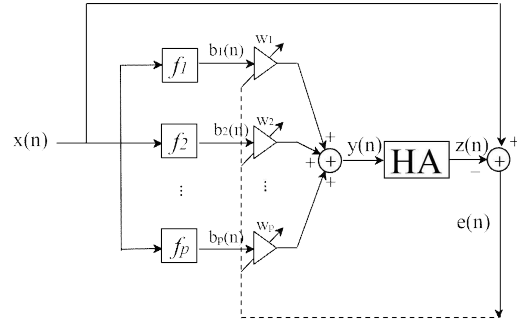 x(n)
f1
b1(n)
w1
f2
b2(n)
w2
⋮
⋮
fp
bp(n)
wp
+
+
+
+
y(n)
HA
z(n)
−
+
+
e(n)